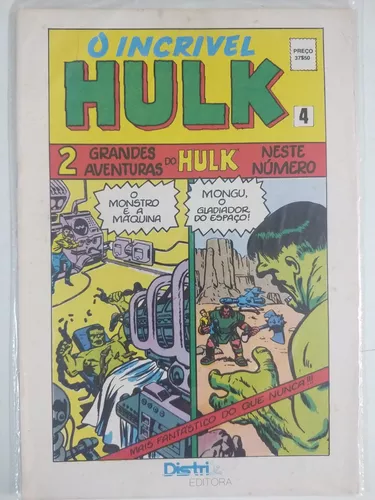 O INCRIVEL
HULK
PREÇO
37$50
4
2 GRANDES AVENTURAS DO HULK NESTE NÚMERO
O MONSTRO E A MÁQUINA
MONGU, O GLADIADOR DO ESPAÇO!
MAIS FANTÁSTICO DO QUE NUNCA!!!
Distri
EDITORA